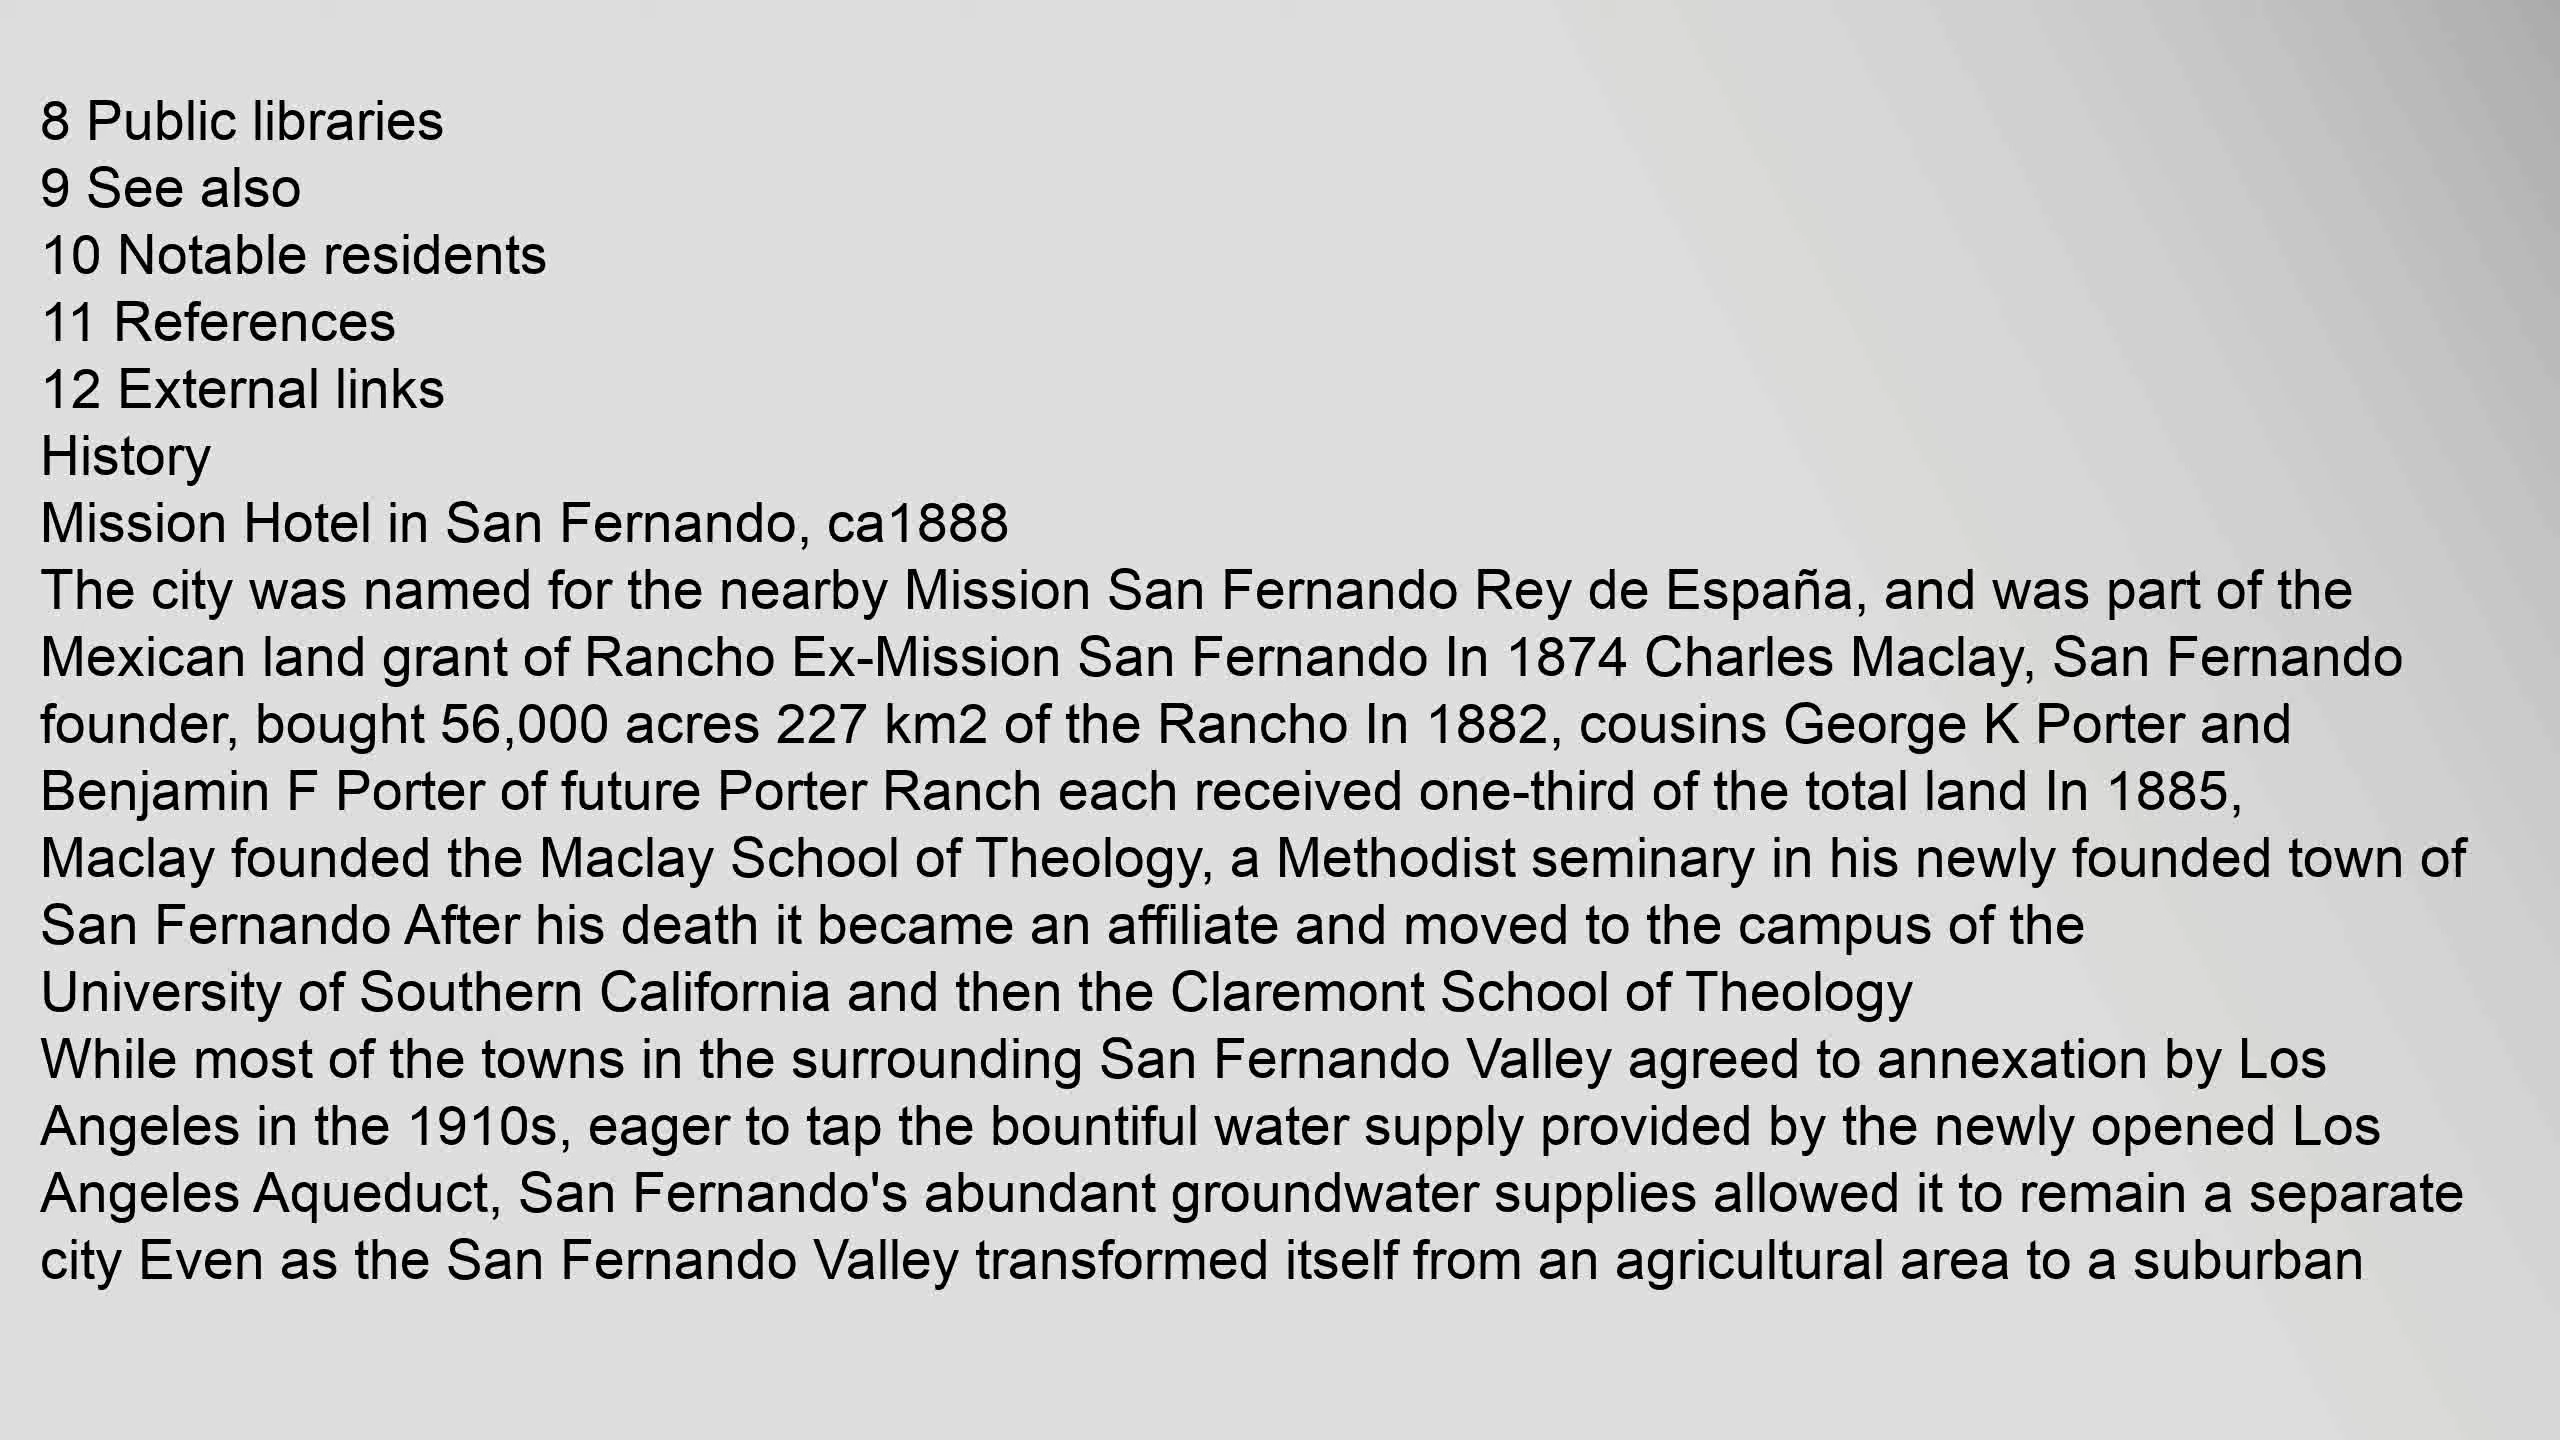 8 Public libraries
9 See also
10 Notable residents
11 References
12 External links
History
Mission Hotel in San Fernando, ca1888
The city was named for the nearby Mission San Fernando Rey de España, and was part of the
Mexican land grant of Rancho Ex-Mission San Fernando In 1874 Charles Maclay, San Fernando
founder, bought 56,000 acres 227 km2 of the Rancho In 1882, cousins George K Porter and
Benjamin F Porter of future Porter Ranch each received one-third of the total land In 1885,
Maclay founded the Maclay School of Theology, a Methodist seminary in his newly founded town of
San Fernando After his death it became an affiliate and moved to the campus of the
University of Southern California and then the Claremont School of Theology
While most of the towns in the surrounding San Fernando Valley agreed to annexation by Los
Angeles in the 1910s, eager to tap the bountiful water supply provided by the newly opened Los
Angeles Aqueduct, San Fernando's abundant groundwater supplies allowed it to remain a separate
city Even as the San Fernando Valley transformed itself from an agricultural area to a suburban